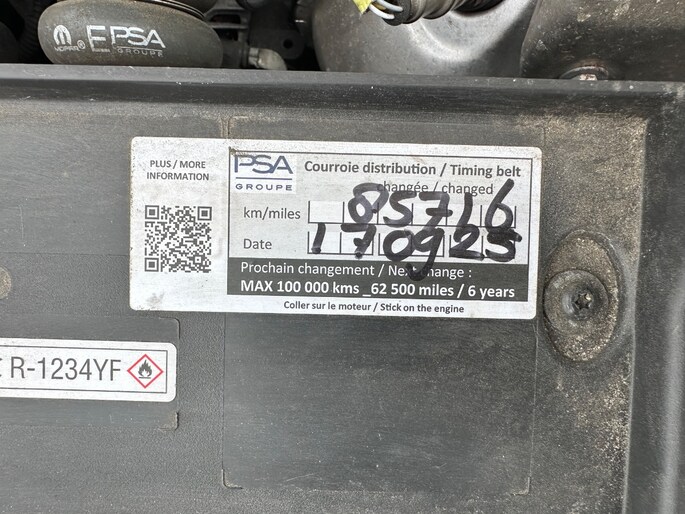 MOPAR
PSA
GROUPE
PLUS / MORE
INFORMATION
PSA
GROUPE
Courroie distribution / Timing belt
changée / changed
km/miles 85716
Date 170923
Prochain changement / Next change :
MAX 100 000 kms _62 500 miles / 6 years
Coller sur le moteur / Stick on the engine
R-1234YF